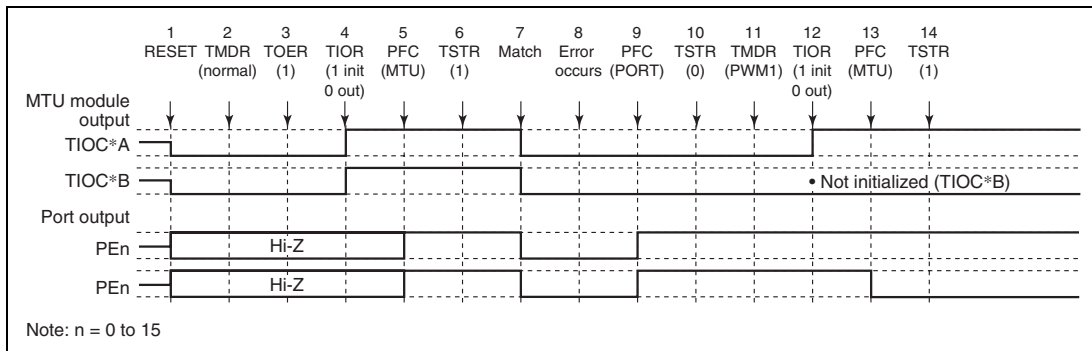 1 2 3 4 5 6 7 8 9 10 11 12 13 14
RESET TMDR TOER TIOR PFC TSTR Match Error PFC TSTR TMDR TIOR PFC TSTR
(normal) (1) (1 init (MTU) (1) occurs (PORT) (0) (PWM1) (1 init (MTU) (1)
0 out) 0 out)
MTU module
output
TIOC*A
TIOC*B
• Not initialized (TIOC*B)
Port output
PEn Hi-Z
PEn Hi-Z
Note: n = 0 to 15